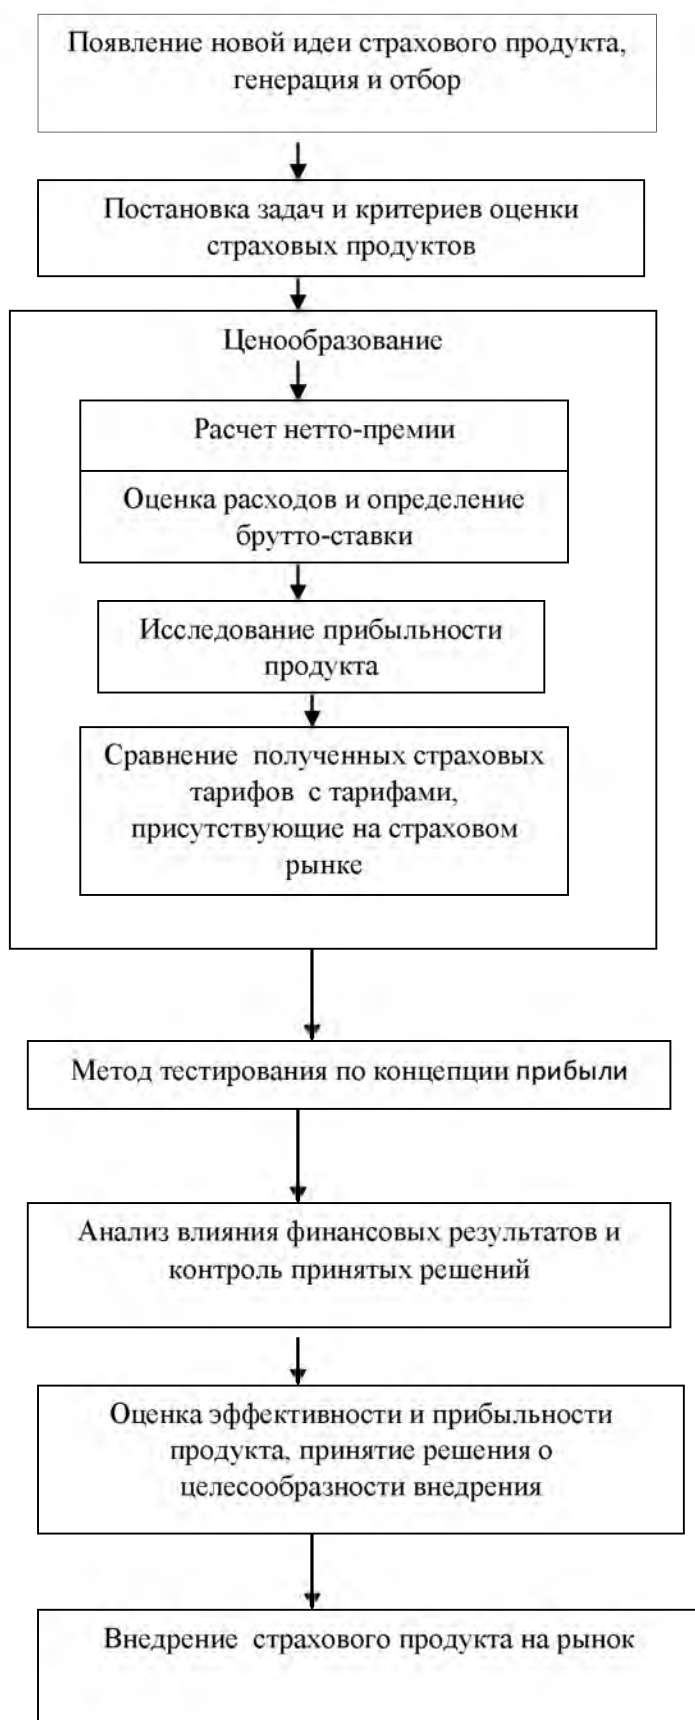 Появление новой идеи страхового продукта,
генерация и отбор
Постановка задач и критериев оценки
страховых продуктов
Ценообразование
Расчет нетто-премии
Оценка расходов и определение
брутто-ставки
Исследование прибыльности
продукта
Сравнение полученных страховых
тарифов с тарифами,
присутствующие на страховом
рынке
Метод тестирования по концепции прибыли
Анализ влияния финансовых результатов и
контроль принятых решений
Оценка эффективности и прибыльности
продукта, принятие решения о
целесообразности внедрения
Внедрение страхового продукта на рынок